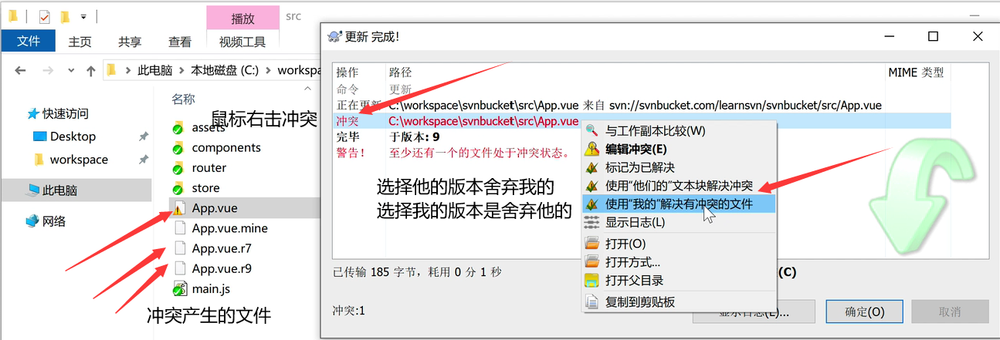 播放
src
文件
主页
共享
查看
视频工具
此电脑
本地磁盘 (C:)
workspa
快速访问
Desktop
workspace
此电脑
网络
名称
鼠标右击冲突
assets
components
router
store
App.vue
App.vue.mine
App.vue.r7
App.vue.r9
main.js
冲突产生的文件
更新 完成!
操作 路径 MIME 类型
命令 更新
正在更新 C:\workspace\svnbucket\src\App.vue 来自 svn://svnbucket.com/learnsvn/svnbucket/src/App.vue
冲突 C:\workspace\svnbucket\src\App.vue
完毕 于版本: 9
警告! 至少还有一个的文件处于冲突状态。
选择他的版本舍弃我的
选择我的版本是舍弃他的
与工作副本比较(W)
编辑冲突(E)
标记为已解决
使用“他们的”文本块解决冲突
使用“我的”解决有冲突的文件
显示日志(L)
打开(O)
打开方式...
打开父目录
复制到剪贴板
已传输 185 字节，耗用 0 分 1 秒
(C)
冲突:1
显示日志(L)...
确定(O)
取消